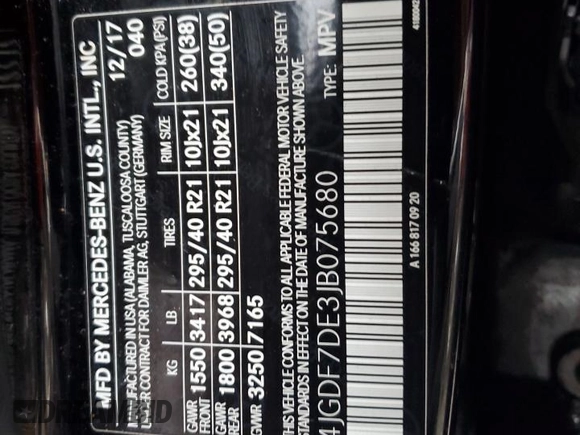 MFD BY MERCEDES-BENZ U.S. INTL., INC
MANUFACTURED IN USA (ALABAMA, TUSCALOOSA COUNTY)
UNDER CONTRACT FOR DAIMLER AG, STUTTGART (GERMANY)
12/17
040
KG LB TIRES RIM SIZE COLD KPA (PSI)
GAWR FRONT 1550 3417 295/40 R21 10Jx21 260(38)
GAWR REAR 1800 3968 295/40 R21 10Jx21 340(50)
GVWR 3250 7165
THIS VEHICLE CONFORMS TO ALL APPLICABLE FEDERAL MOTOR VEHICLE SAFETY
STANDARDS IN EFFECT ON THE DATE OF MANUFACTURE SHOWN ABOVE.
4JGDF7DE3JB075680 TYPE: MPV
A 166 817 09 20